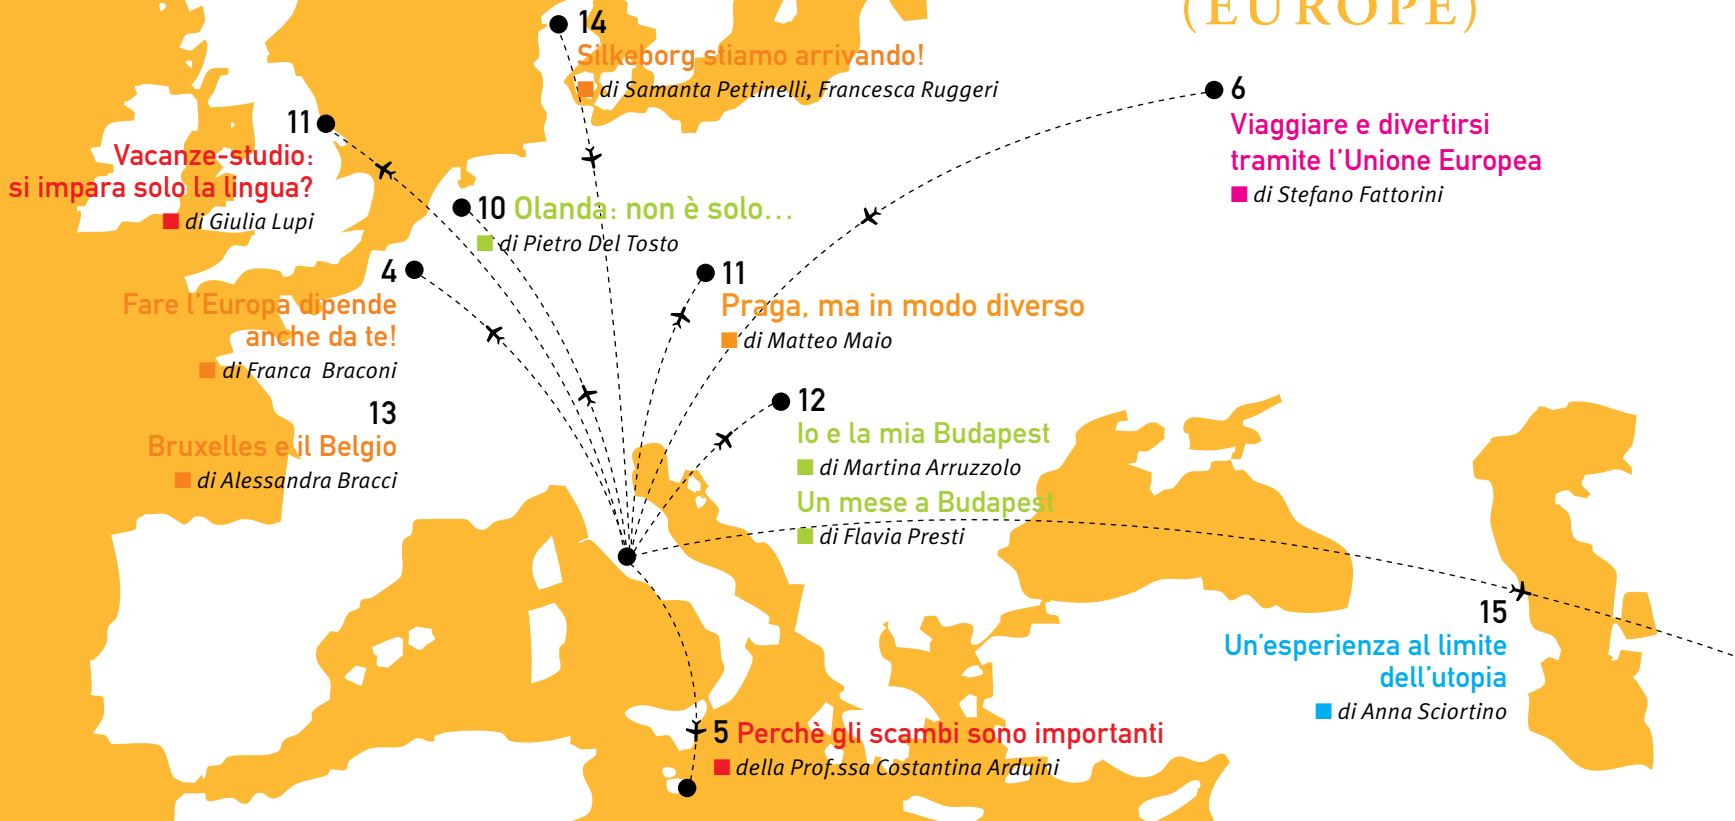 (EUROPE)
14
Silkeborg stiamo arrivando!
di Samanta Pettinelli, Francesca Ruggeri
6
Viaggiare e divertirsi
tramite l'Unione Europea
di Stefano Fattorini
11
Vacanze-studio:
si impara solo la lingua?
di Giulia Lupi
10 Olanda: non è solo...
di Pietro Del Tosto
4
Fare l'Europa dipende
anche da te!
di Franca Braconi
11
Praga, ma in modo diverso
di Matteo Maio
13
Bruxelles e il Belgio
di Alessandra Bracci
12
Io e la mia Budapest
di Martina Arruzzolo
Un mese a Budapest
di Flavia Presti
15
Un'esperienza al limite
dell'utopia
di Anna Sciortino
5 Perchè gli scambi sono importanti
della Prof.ssa Costantina Arduini